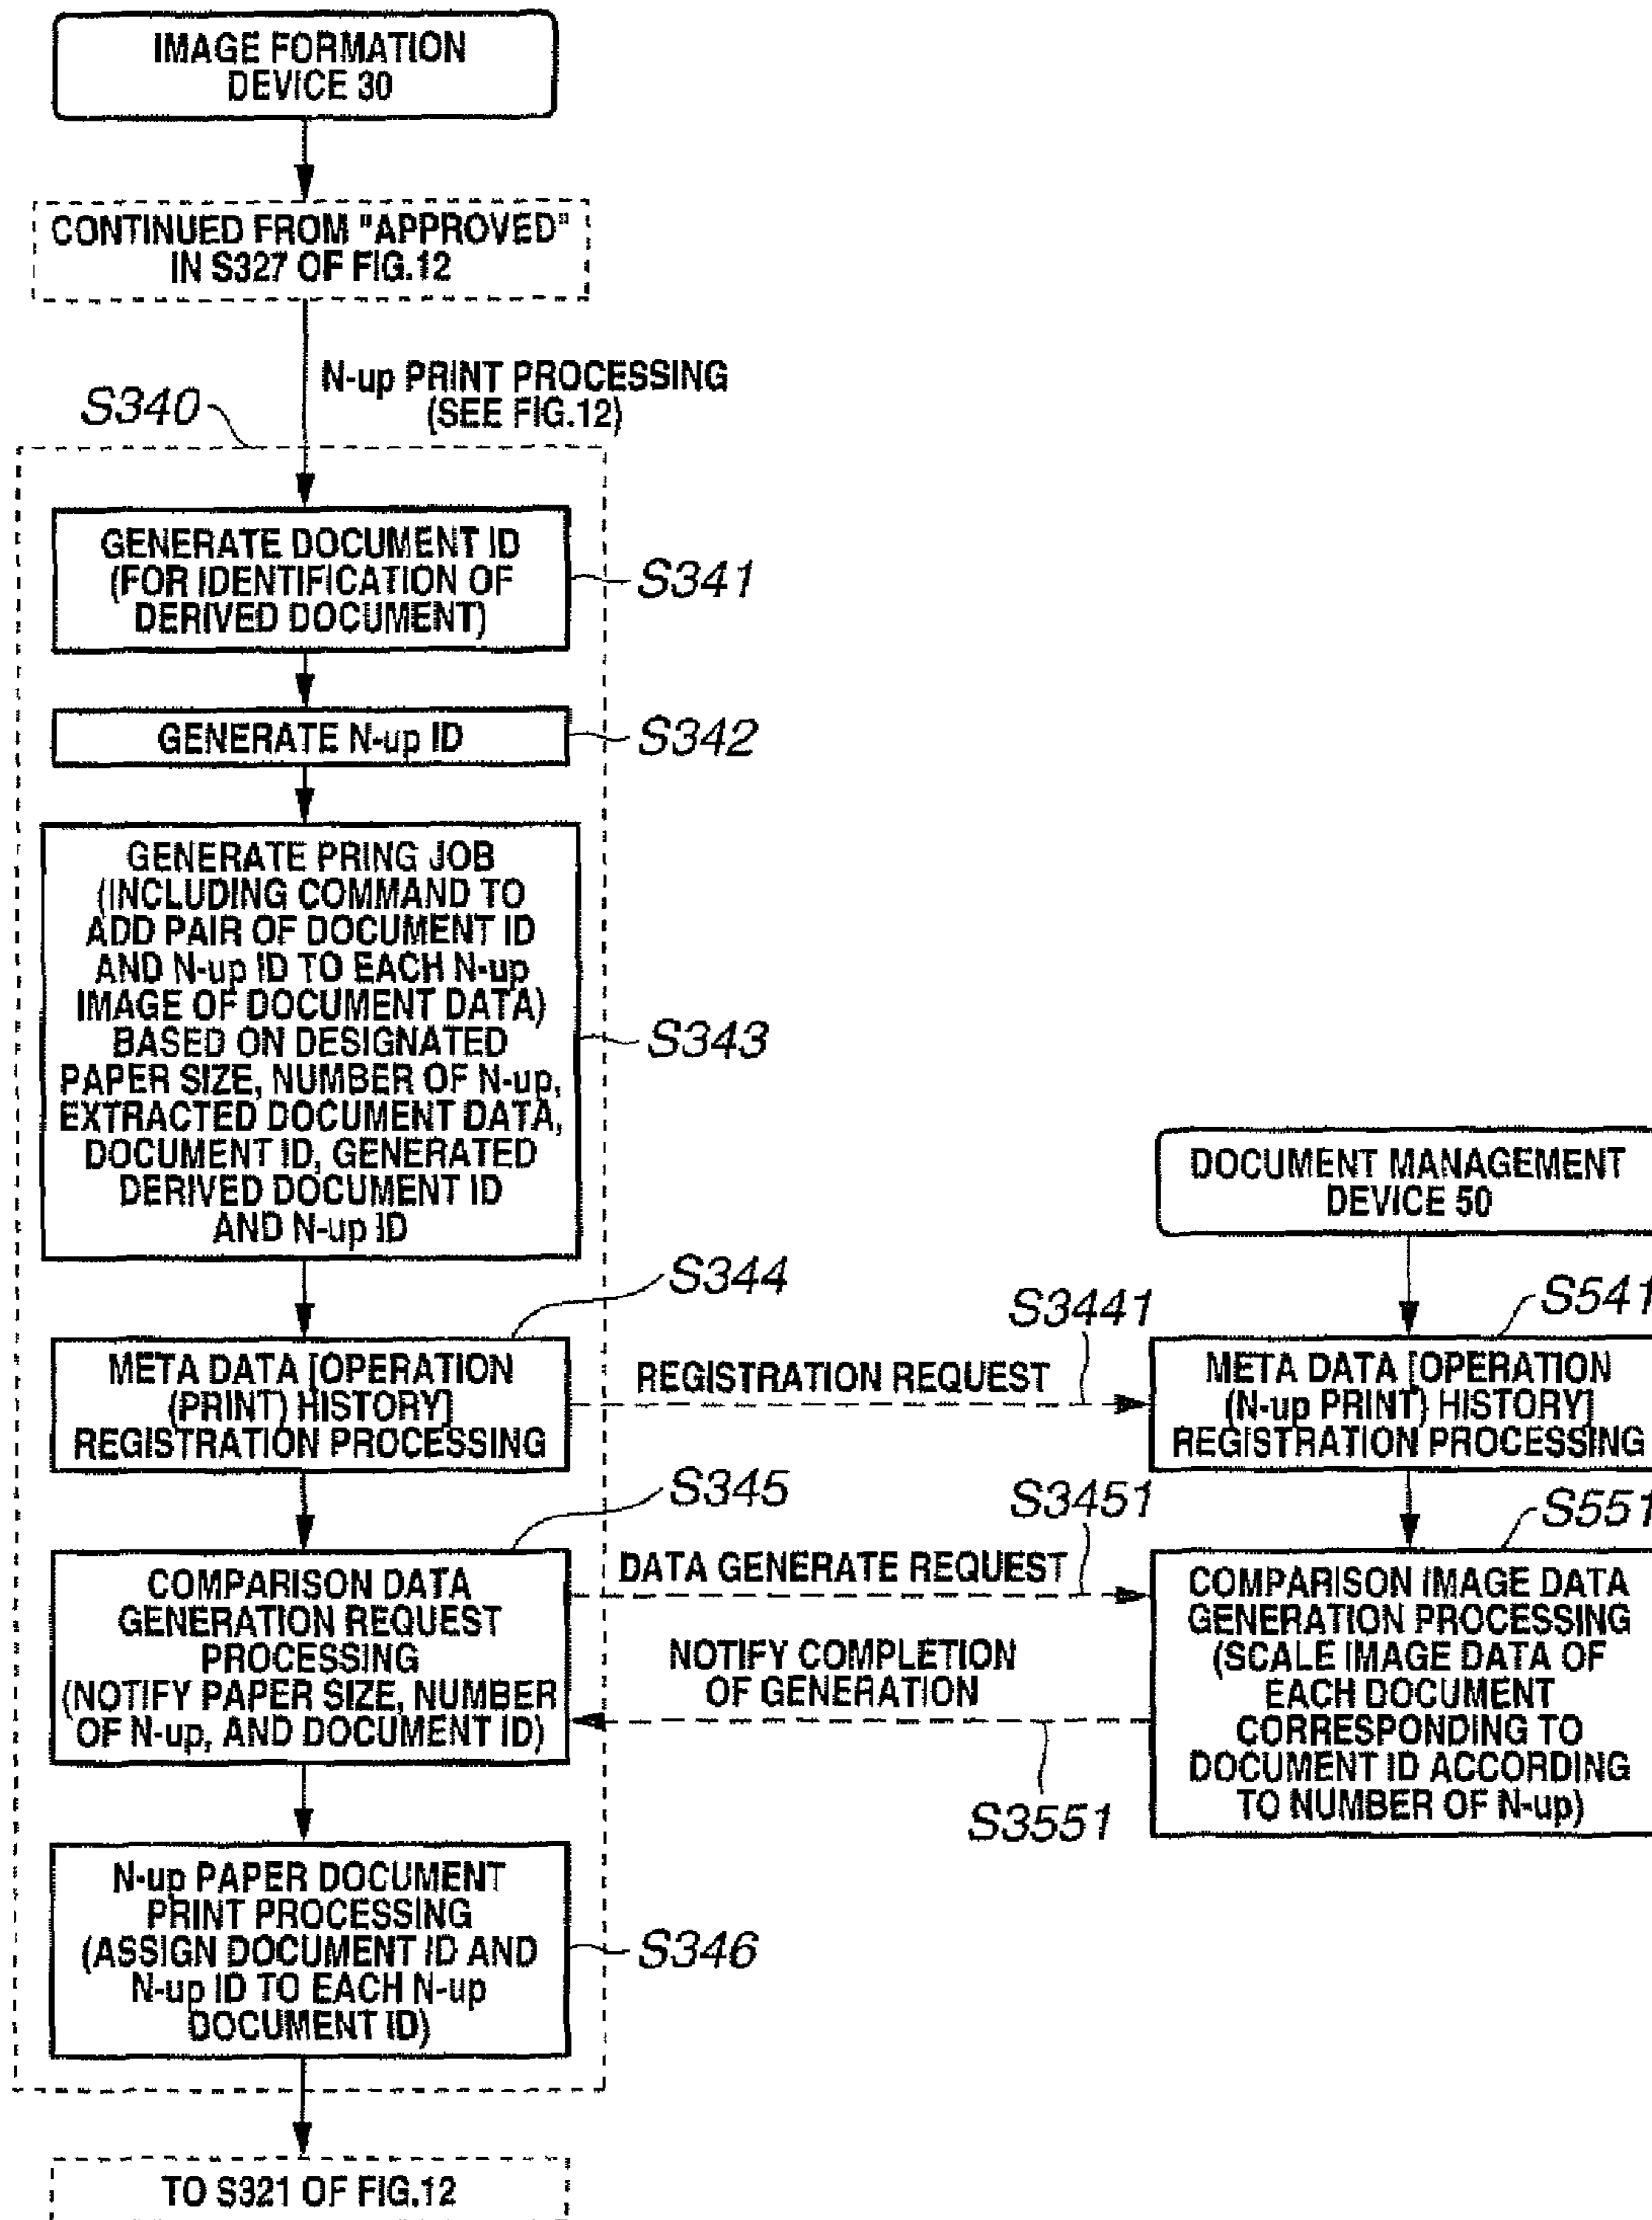 IMAGE FORMATION
DEVICE 30
CONTINUED FROM "APPROVED"
IN S327 OF FIG.12
N-up PRINT PROCESSING
(SEE FIG.12)
S340
GENERATE DOCUMENT ID
(FOR IDENTIFICATION OF
DERIVED DOCUMENT)
S341
GENERATE N-up ID
S342
GENERATE PRING JOB
(INCLUDING COMMAND TO
ADD PAIR OF DOCUMENT ID
AND N-up ID TO EACH N-up
IMAGE OF DOCUMENT DATA)
BASED ON DESIGNATED
PAPER SIZE, NUMBER OF N-up,
EXTRACTED DOCUMENT DATA,
DOCUMENT ID, GENERATED
DERIVED DOCUMENT ID
AND N-up ID
S343
DOCUMENT MANAGEMENT
DEVICE 50
S344
META DATA [OPERATION
(PRINT) HISTORY]
REGISTRATION PROCESSING
S3441
REGISTRATION REQUEST
S541
META DATA [OPERATION
(N-up PRINT) HISTORY]
REGISTRATION PROCESSING
S345
COMPARISON DATA
GENERATION REQUEST
PROCESSING
(NOTIFY PAPER SIZE, NUMBER
OF N-up, AND DOCUMENT ID)
S3451
DATA GENERATE REQUEST
NOTIFY COMPLETION
OF GENERATION
S3551
S551
COMPARISON IMAGE DATA
GENERATION PROCESSING
(SCALE IMAGE DATA OF
EACH DOCUMENT
CORRESPONDING TO
DOCUMENT ID ACCORDING
TO NUMBER OF N-up)
N-up PAPER DOCUMENT
PRINT PROCESSING
(ASSIGN DOCUMENT ID AND
N-up ID TO EACH N-up
DOCUMENT ID)
S346
TO S321 OF FIG.12